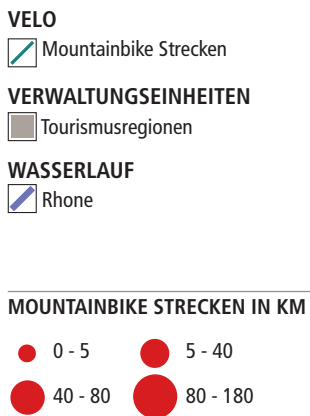 VELO
Mountainbike Strecken
VERWALTUNGSEINHEITEN
Tourismusregionen
WASSERLAUF
Rhone
MOUNTAINBIKE STRECKEN IN KM
0 - 5 5 - 40
40 - 80 80 - 180